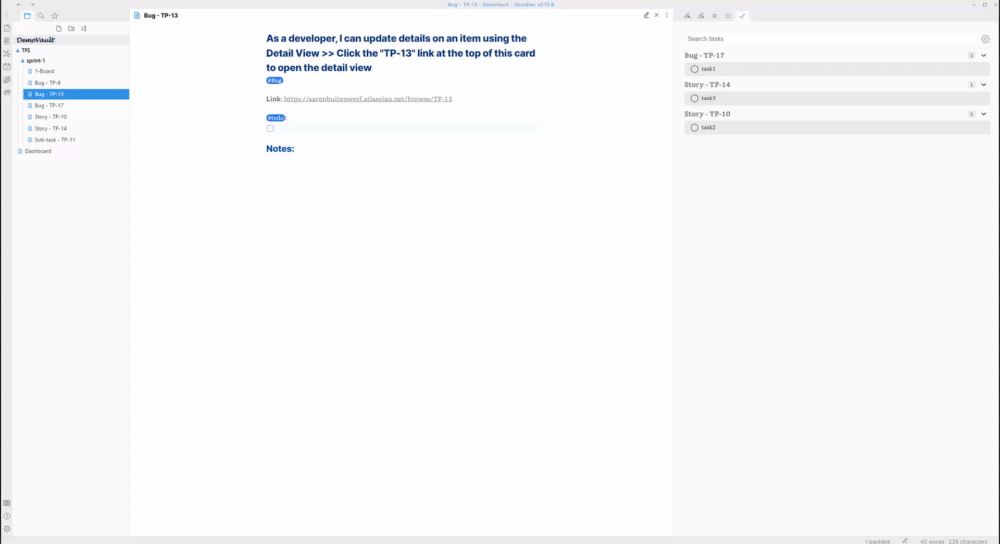 Bug - TP-13 - DemoVault - Obsidian v0.15.8
DemoVault
TFS
sprint-1
1-Board
Bug - TP-8
Bug - TP-13
Bug - TP-17
Story - TP-10
Story - TP-14
Sub-task - TP-11
Dashboard
Bug - TP-13
As a developer, I can update details on an item using the
Detail View >> Click the "TP-13" link at the top of this card
to open the detail view
#Bug
Link: https://aaronbuitenwerf.atlassian.net/browse/TP-13
#todo:
Notes:
Search tasks
Bug - TP-17 1
task1
Story - TP-14 1
task3
Story - TP-10 1
task2
1 backlink 40 words 235 characters